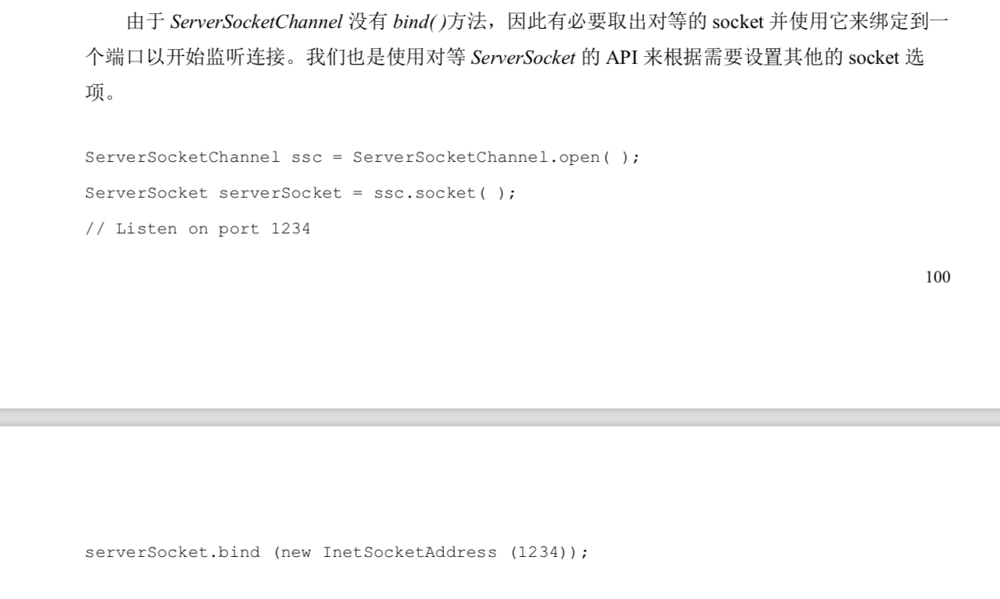 由于 ServerSocketChannel 没有 bind( )方法，因此有必要取出对等的 socket 并使用它来绑定到一
个端口以开始监听连接。我们也是使用对等 ServerSocket 的 API 来根据需要设置其他的 socket 选
项。
ServerSocketChannel ssc = ServerSocketChannel.open( );
ServerSocket serverSocket = ssc.socket( );
// Listen on port 1234
100
serverSocket.bind (new InetSocketAddress (1234));